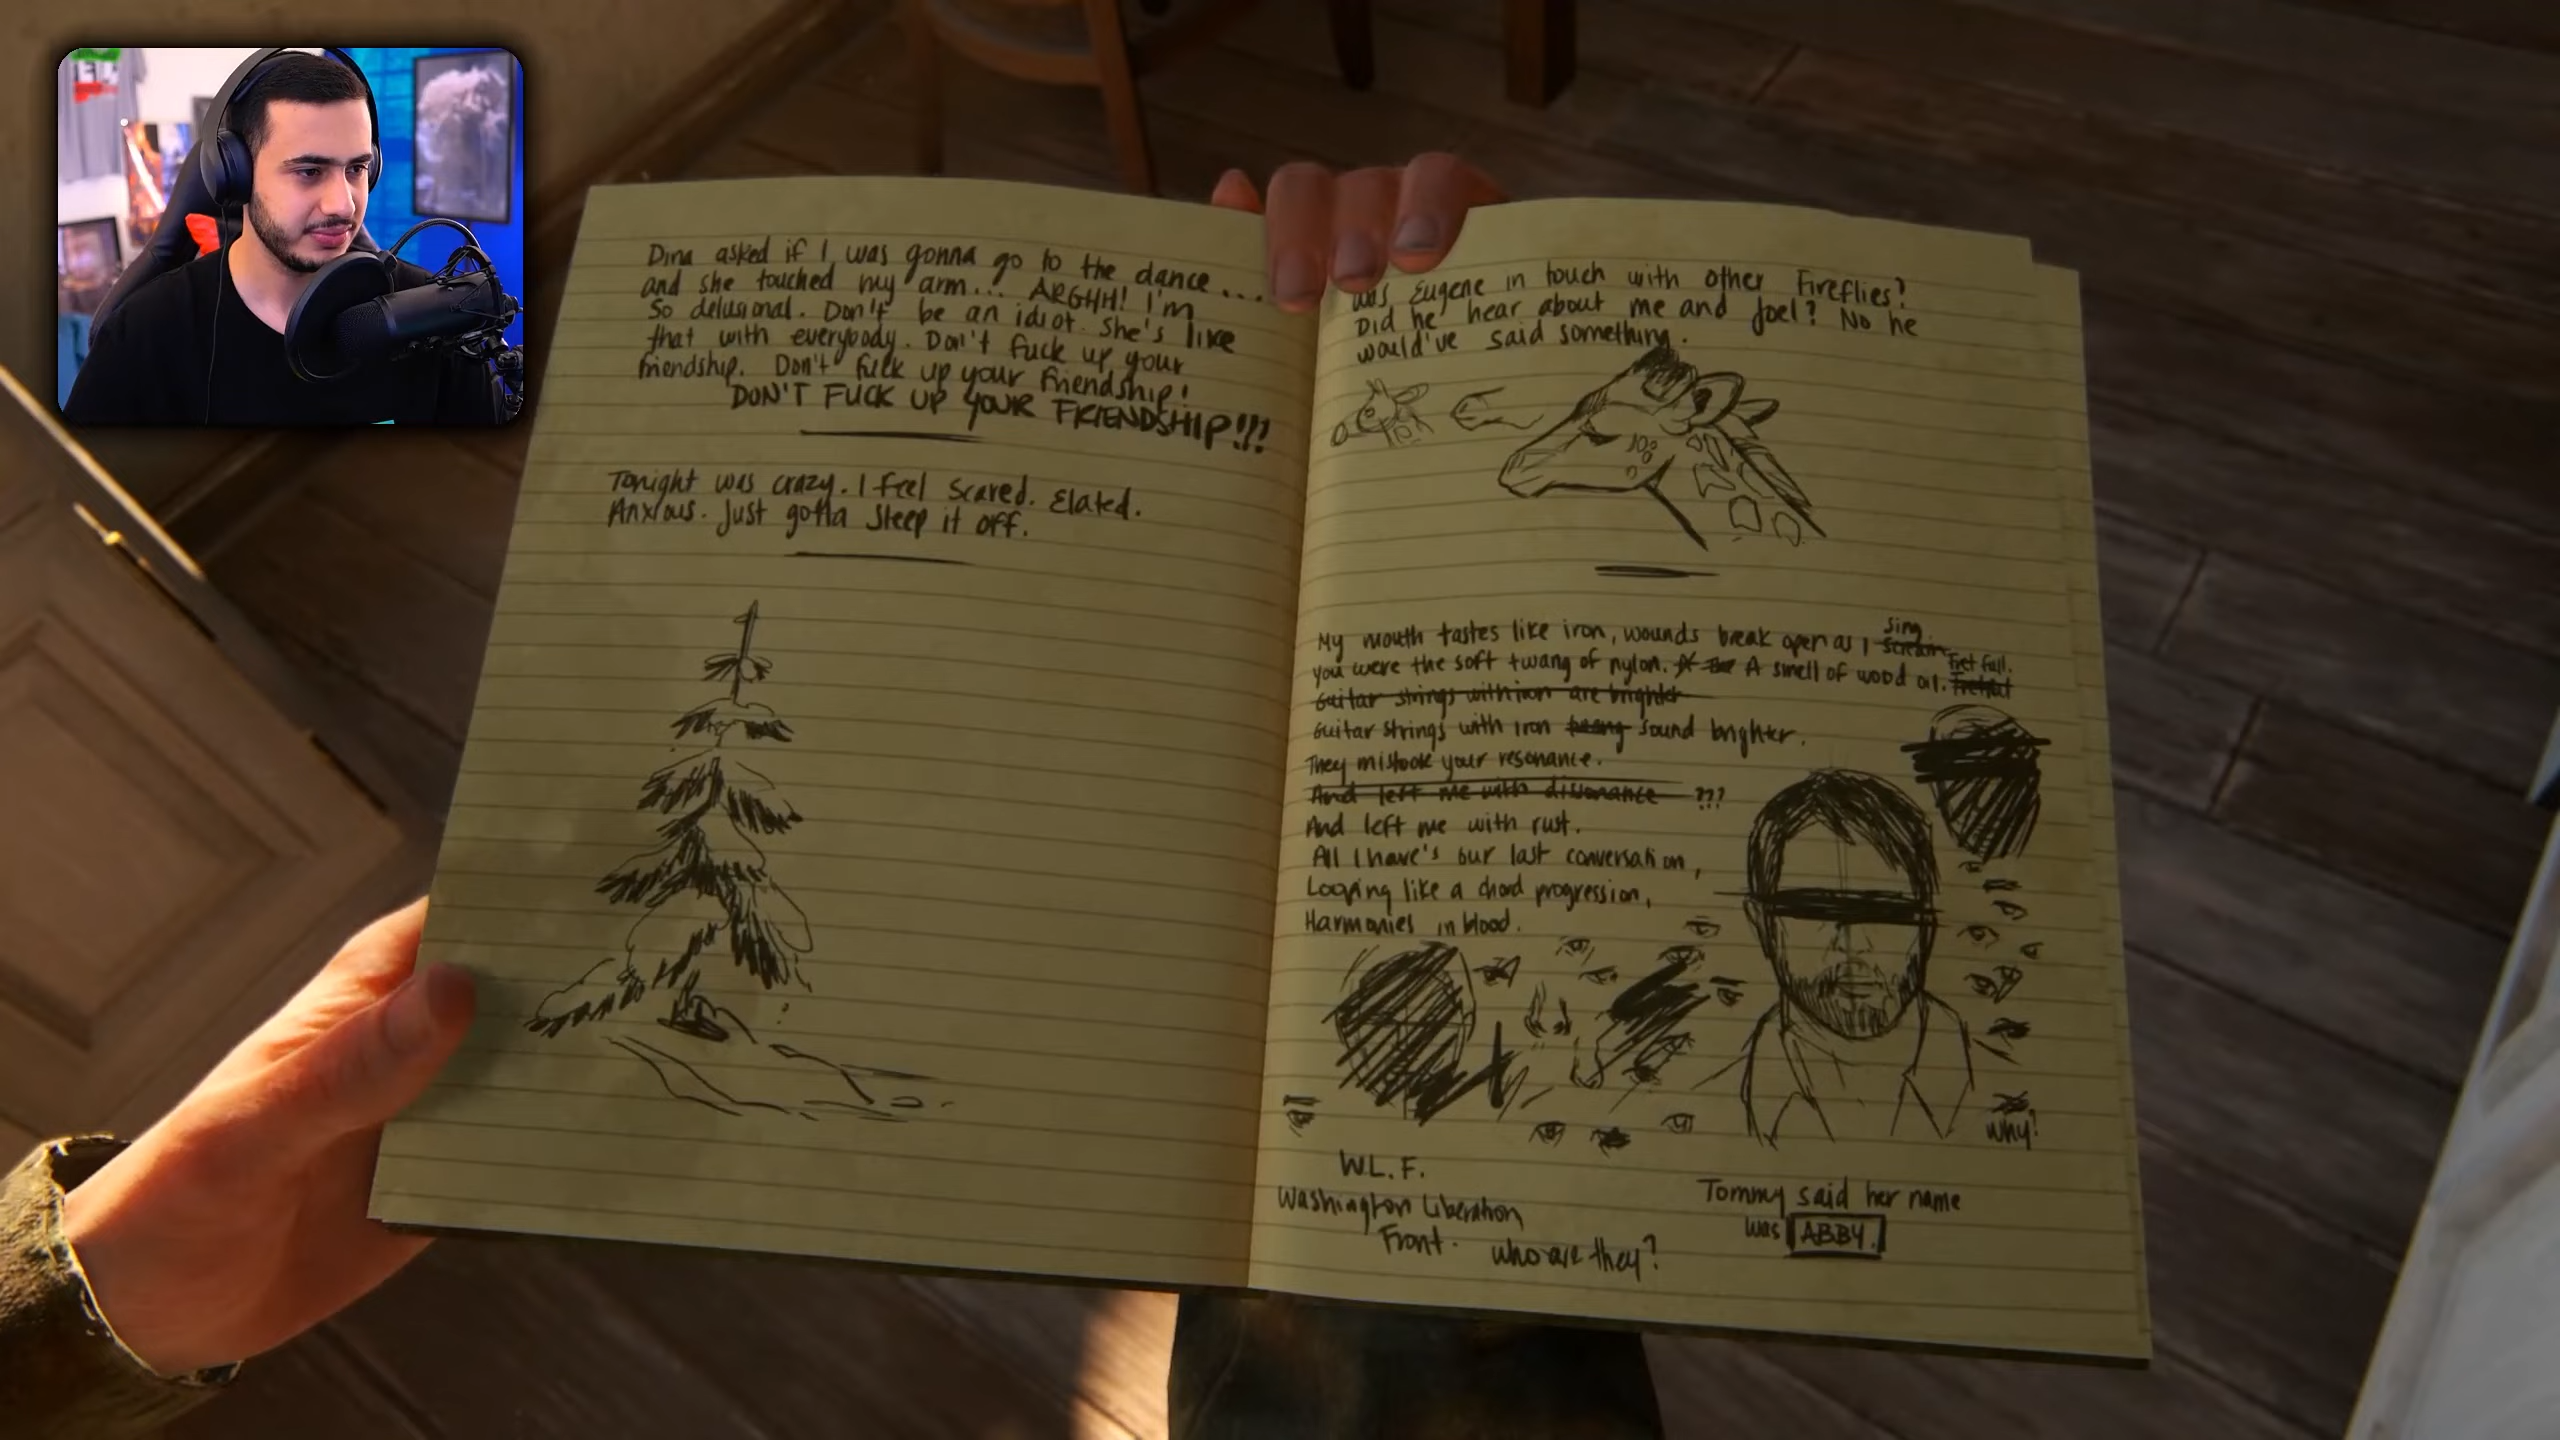 Dina asked if I was gonna go to the dance...
and she touched my arm... ARGHH! I'm
so delusional. Don't be an idiot. She's like
that with everybody. Don't fuck up your
friendship. Don't fuck up your friendship!
DON'T FUCK UP YOUR FRIENDSHIP!!!
Tonight was crazy. I feel scared. Elated.
Anxious. Just gotta sleep it off.
Was Eugene in touch with other Fireflies?
Did he hear about me and Joel? No he
would've said something.
My mouth tastes like iron, wounds break open as I scream sing
You were the soft twang of nylon. A smell of wood oil. Fretful Fret full.
Guitar strings with iron are brighter
Guitar strings with iron sound brighter.
They mistook your resonance.
And left me with dissonance ???
And left me with rust.
All I have's our last conversation,
Looping like a chord progression,
Harmonies in blood.
why?
W.L.F.
Washington Liberation
Front. who are they?
Tommy said her name
was ABBY.